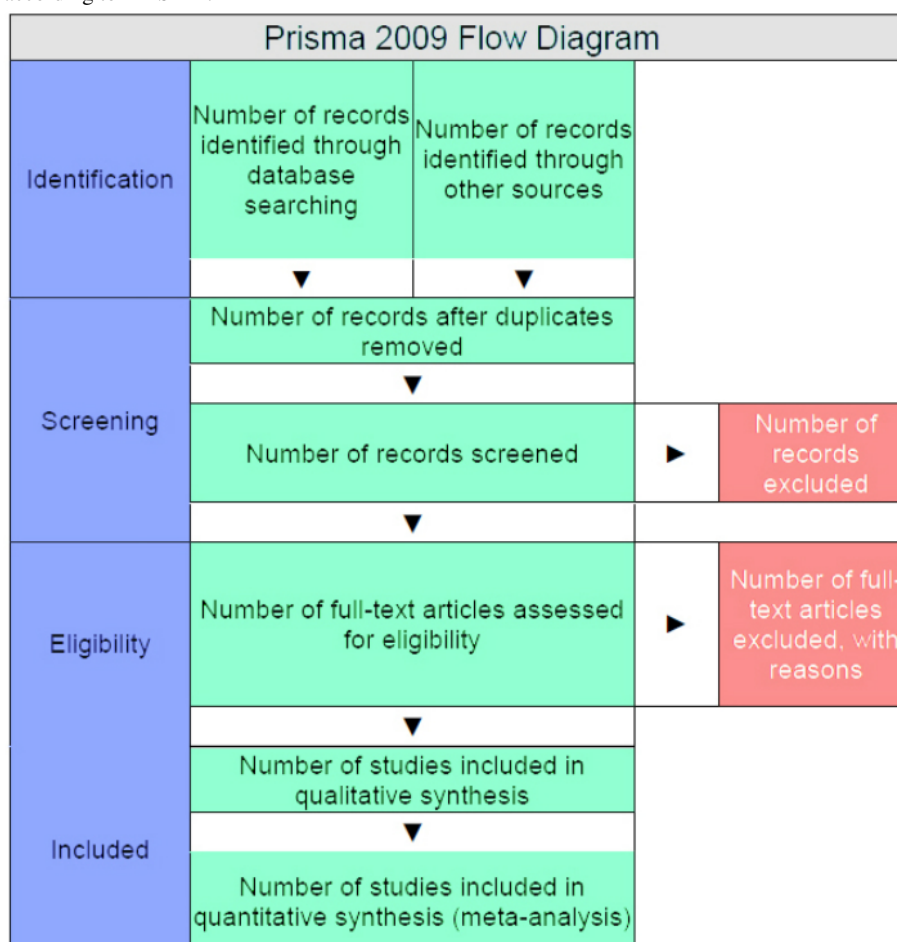 Prisma 2009 Flow Diagram
Identification
Number of records
identified through
database
searching
Number of records
identified through
other sources
▼ ▼
Screening
Number of records after duplicates
removed
▼
Number of records screened
►
Number of
records
excluded
▼
Eligibility
Number of full-text articles assessed
for eligibility
►
Number of full-
text articles
excluded, with
reasons
▼
Included
Number of studies included in
qualitative synthesis
▼
Number of studies included in
quantitative synthesis (meta-analysis)